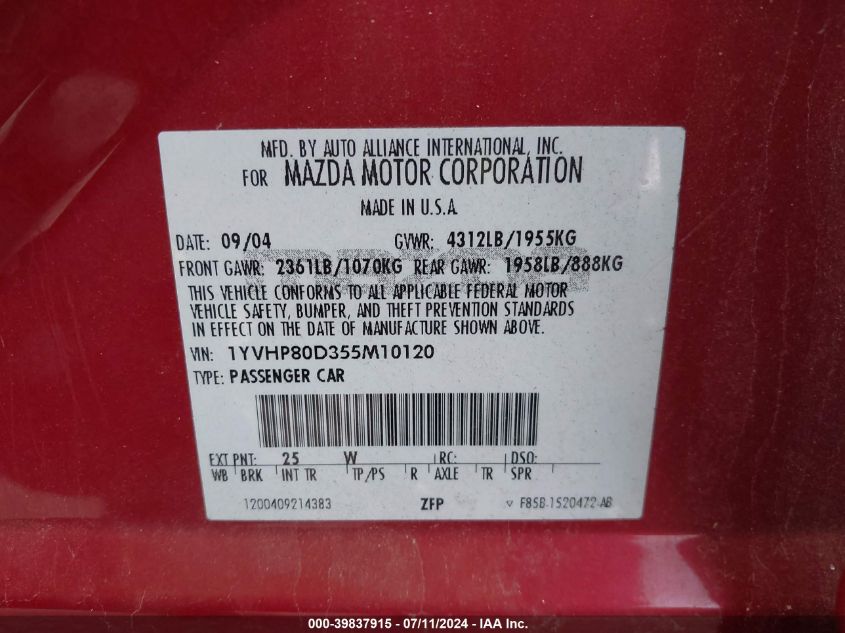 MFD. BY AUTO ALLIANCE INTERNATIONAL, INC.
FOR MAZDA MOTOR CORPORATION
MADE IN U.S.A
DATE: 09/04 GVWR: 4312LB/1955KG
FRONT GAWR: 2361LB/1070KG REAR GAWR: 1958LB/888KG
THIS VEHICLE CONFORMS TO ALL APPLICABLE FEDERAL MOTOR
VEHICLE SAFETY, BUMPER, AND THEFT PREVENTION STANDARDS
IN EFFECT ON THE DATE OF MANUFACTURE SHOWN ABOVE.
VIN: 1YVHP80D355M10120
TYPE: PASSENGER CAR
EXT PNT: 25 W RC: DSO:
WB BRK INT TR TP/PS R AXLE TR SPR
1200409214383 ZFP F85B-1520472-AB
000-39837915 - 07/11/2024 - IAA Inc.